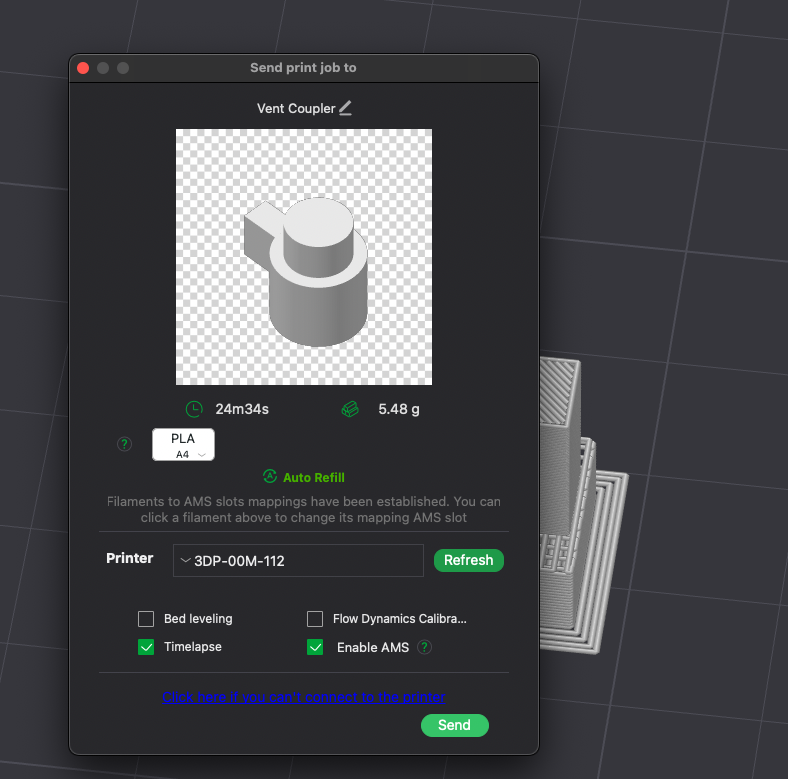 Send print job to
Vent Coupler
24m34s
5.48 g
?
PLA
A4
A
Auto Refill
Filaments to AMS slots mappings have been established. You can
click a filament above to change its mapping AMS slot
Printer
3DP-00M-112
Refresh
Bed leveling
Flow Dynamics Calibra...
Timelapse
Enable AMS ?
Click here if you can't connect to the printer
Send